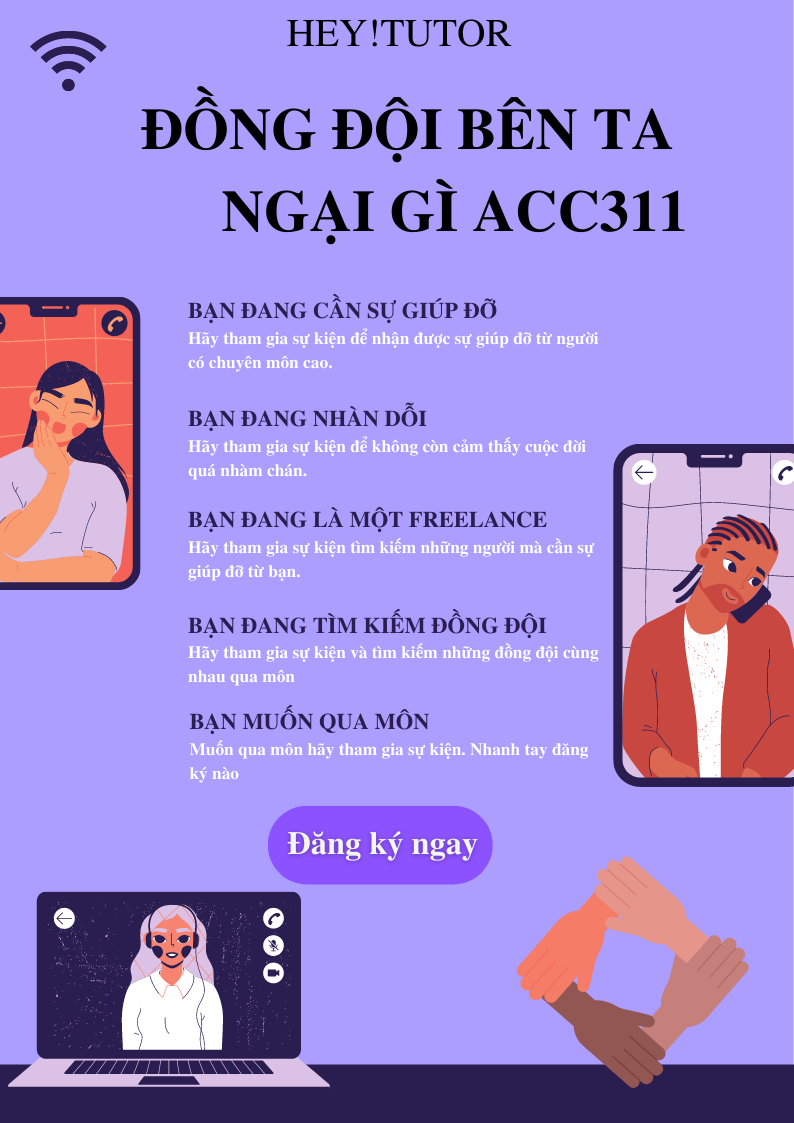 HEY!TUTOR
ĐỒNG ĐỘI BÊN TA
NGẠI GÌ ACC311
BẠN ĐANG CẦN SỰ GIÚP ĐỠ
Hãy tham gia sự kiện để nhận được sự giúp đỡ từ người
có chuyên môn cao.
BẠN ĐANG NHÀN DỖI
Hãy tham gia sự kiện để không còn cảm thấy cuộc đời
quá nhàm chán.
BẠN ĐANG LÀ MỘT FREELANCE
Hãy tham gia sự kiện tìm kiếm những người mà cần sự
giúp đỡ từ bạn.
BẠN ĐANG TÌM KIẾM ĐỒNG ĐỘI
Hãy tham gia sự kiện và tìm kiếm những đồng đội cùng
nhau qua môn
BẠN MUỐN QUA MÔN
Muốn qua môn hãy tham gia sự kiện. Nhanh tay đăng
ký nào
Đăng ký ngay